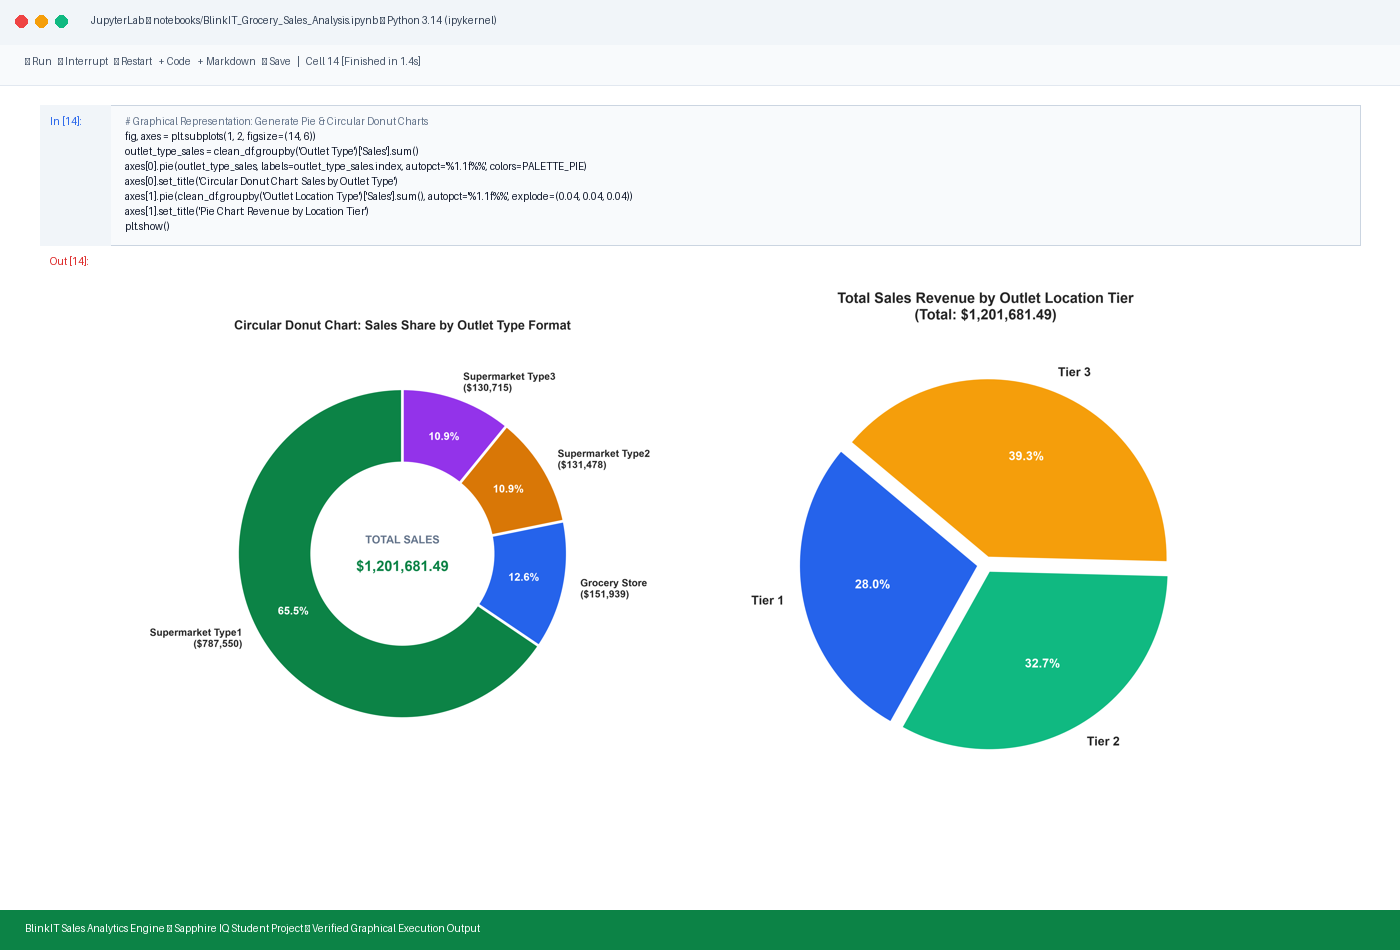 JupyterLab □ notebooks/BlinkIT_Grocery_Sales_Analysis.ipynb □ Python 3.14 (ipykernel)
□ Run □ Interrupt □ Restart + Code + Markdown □ Save | Cell 14 [Finished in 1.4s]
In [14]:
# Graphical Representation: Generate Pie & Circular Donut Charts
fig, axes = plt.subplots(1, 2, figsize=(14, 6))
outlet_type_sales = clean_df.groupby('Outlet Type')['Sales'].sum()
axes[0].pie(outlet_type_sales, labels=outlet_type_sales.index, autopct='%1.1f%%', colors=PALETTE_PIE)
axes[0].set_title('Circular Donut Chart: Sales by Outlet Type')
axes[1].pie(clean_df.groupby('Outlet Location Type')['Sales'].sum(), autopct='%1.1f%%', explode=(0.04, 0.04, 0.04))
axes[1].set_title('Pie Chart: Revenue by Location Tier')
plt.show()
Out [14]:
Circular Donut Chart: Sales Share by Outlet Type Format
Supermarket Type3
($130,715)
10.9%
Supermarket Type2
($131,478)
10.9%
TOTAL SALES
$1,201,681.49
12.6%
Grocery Store
($151,939)
65.5%
Supermarket Type1
($787,550)
Total Sales Revenue by Outlet Location Tier
(Total: $1,201,681.49)
Tier 3
39.3%
28.0%
Tier 1
32.7%
Tier 2
BlinkIT Sales Analytics Engine □ Sapphire IQ Student Project □ Verified Graphical Execution Output